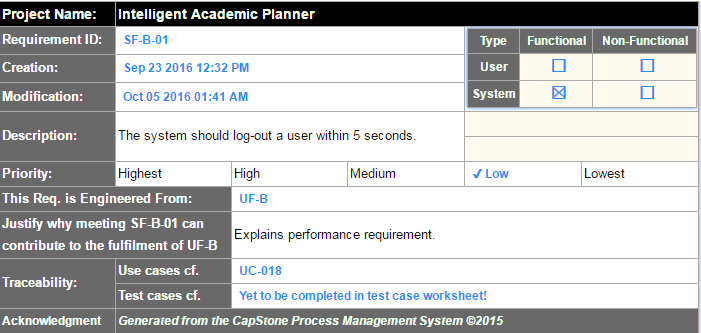 Project Name: Intelligent Academic Planner
Requirement ID: SF-B-01
Type Functional Non-Functional
Creation: Sep 23 2016 12:32 PM
User
Modification: Oct 05 2016 01:41 AM
System
Description: The system should log-out a user within 5 seconds.
Priority: Highest High Medium ✓ Low Lowest
This Req. is Engineered From: UF-B
Justify why meeting SF-B-01 can
contribute to the fulfilment of UF-B
Explains performance requirement.
Traceability:
Use cases cf. UC-018
Test cases cf. Yet to be completed in test case worksheet!
Acknowledgment Generated from the CapStone Process Management System ©2015